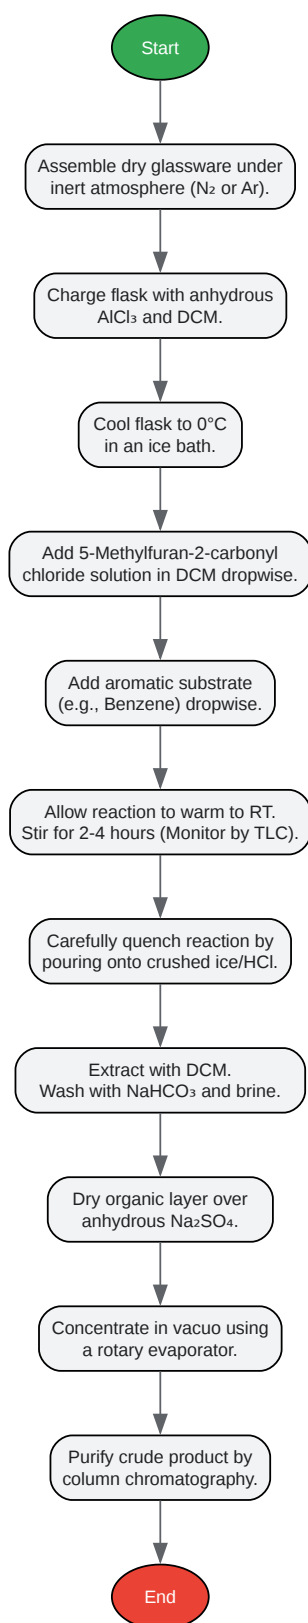 Start
Assemble dry glassware under
inert atmosphere (N₂ or Ar).
Charge flask with anhydrous
AlCl₃ and DCM.
Cool flask to 0°C
in an ice bath.
Add 5-Methylfuran-2-carbonyl
chloride solution in DCM dropwise.
Add aromatic substrate
(e.g., Benzene) dropwise.
Allow reaction to warm to RT.
Stir for 2-4 hours (Monitor by TLC).
Carefully quench reaction by
pouring onto crushed ice/HCl.
Extract with DCM.
Wash with NaHCO₃ and brine.
Dry organic layer over
anhydrous Na₂SO₄.
Concentrate in vacuo using
a rotary evaporator.
Purify crude product by
column chromatography.
End